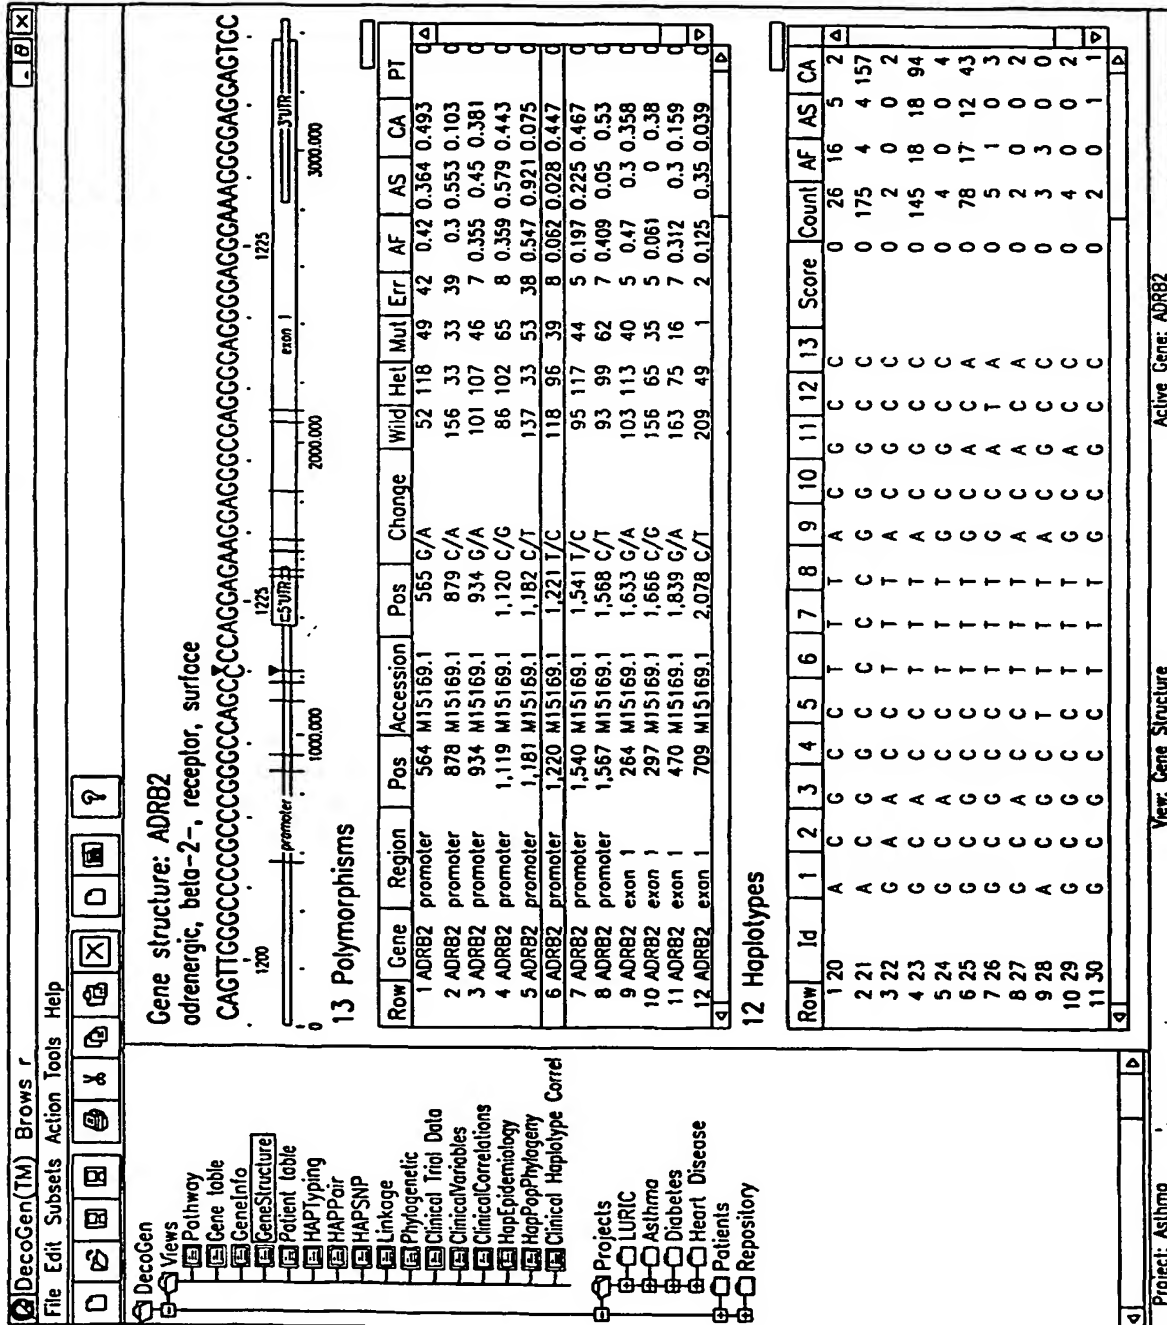 DecoGen(TM) Brows r
File Edit Subsets Action Tools Help
DecoGen
Views
Pathway
Gene table
GeneInfo
GeneStructure
Patient table
HAPTyping
HAPPair
HAPSNP
Linkage
Phylogenetic
Clinical Trial Data
ClinicalVariables
ClinicalCorrelations
HapEpidemiology
HapPopPhylogeny
Clinical Haplotype Correl
Projects
LURIC
Asthma
Diabetes
Heart Disease
Patients
Repository
Gene structure: ADRB2
adrenergic, beta-2-, receptor, surface
1200 1225 1225
promoter 5'UTR exon 1 3'UTR
0 1000.000 2000.000 3000.000
13 Polymorphisms
Row Gene Region Pos Accession Pos Change Wild Het Mut Err AF AS CA PT
1 ADRB2 promoter 564 M15169.1 565 G/A 52 118 49 42 0.42 0.364 0.493 0
2 ADRB2 promoter 878 M15169.1 879 C/A 156 33 33 39 0.3 0.553 0.103 0
3 ADRB2 promoter 934 M15169.1 934 G/A 101 107 46 7 0.355 0.45 0.381 0
4 ADRB2 promoter 1,119 M15169.1 1,120 C/G 86 102 65 8 0.359 0.579 0.443 0
5 ADRB2 promoter 1,181 M15169.1 1,182 C/T 137 33 53 38 0.547 0.921 0.075 0
6 ADRB2 promoter 1,220 M15169.1 1,221 T/C 118 96 39 8 0.062 0.028 0.447 0
7 ADRB2 promoter 1,540 M15169.1 1,541 T/C 95 117 44 5 0.197 0.225 0.467 0
8 ADRB2 promoter 1,567 M15169.1 1,568 C/T 93 99 62 7 0.409 0.05 0.53 0
9 ADRB2 exon 1 264 M15169.1 1,633 G/A 103 113 40 5 0.47 0.3 0.358 0
10 ADRB2 exon 1 297 M15169.1 1,666 C/G 156 65 35 5 0.061 0 0.38 0
11 ADRB2 exon 1 470 M15169.1 1,839 G/A 163 75 16 7 0.312 0.3 0.159 0
12 ADRB2 exon 1 709 M15169.1 2,078 C/T 209 49 1 2 0.125 0.35 0.039 0
12 Haplotypes
Row Id 1 2 3 4 5 6 7 8 9 10 11 12 13 Score Count AF AS CA
1 20 A C G C C T T T A C G C C 0 26 16 5 2
2 21 A C G G C C C C G G G C C 0 175 4 4 157
3 22 G A A C C T T T A C G C C 0 2 0 0 2
4 23 G A A C C T T T A C G C C 0 145 18 18 94
5 24 G C A C C T T T G G G C C 0 4 0 0 4
6 25 G C G C C T T T G C A C A 0 78 17 12 43
7 26 G C G C C T T T G G A T A 0 5 1 0 3
8 27 G C A C C T T T A C A C A 0 2 0 0 2
9 28 A C G C T T T T A C G C C 0 3 3 0 0
10 29 G C G C C T T T G C A C C 0 4 0 0 2
11 30 G C C C C T T T G C G C C 0 2 0 1 1
Project: Asthma View: Gene Structure Active Gene: ADRB2